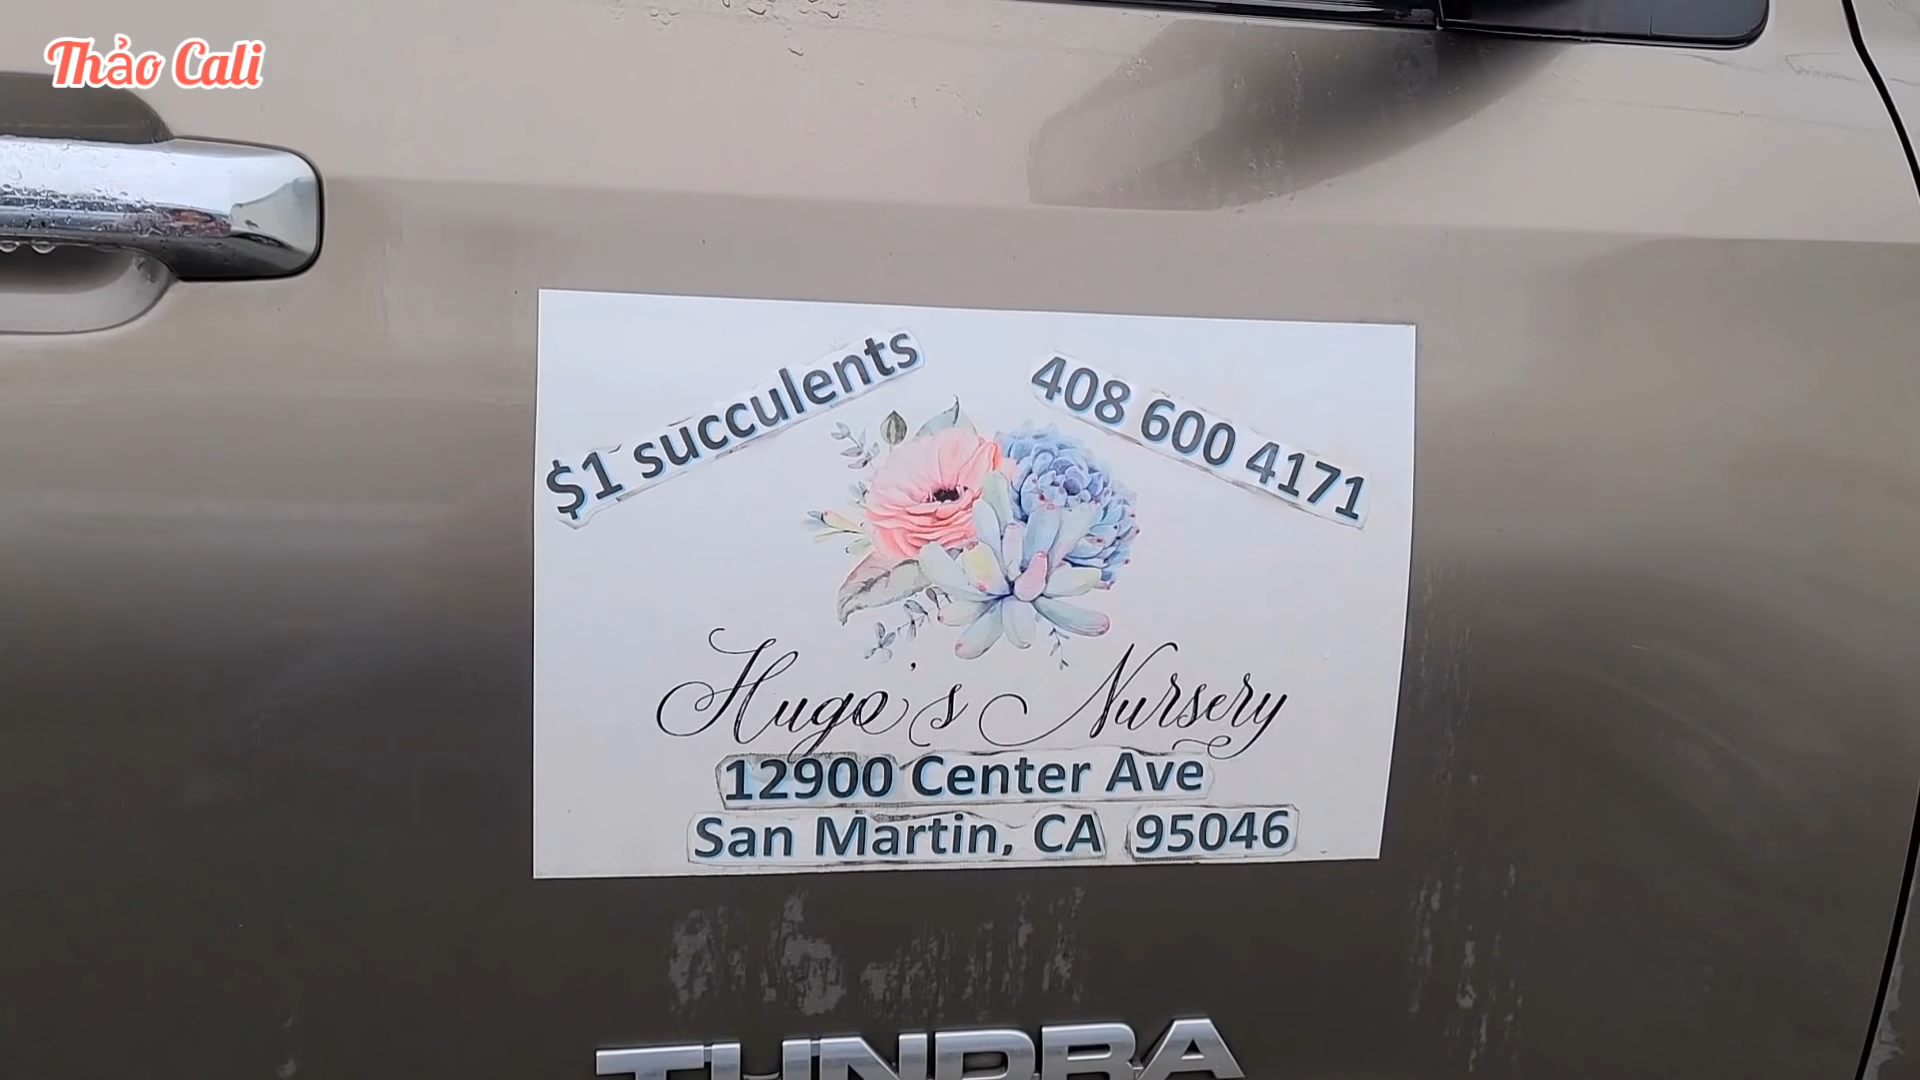 Thảo Cali
$1 succulents
408 600 4171
Hugo's Nursery
12900 Center Ave
San Martin, CA 95046
TUNDRA